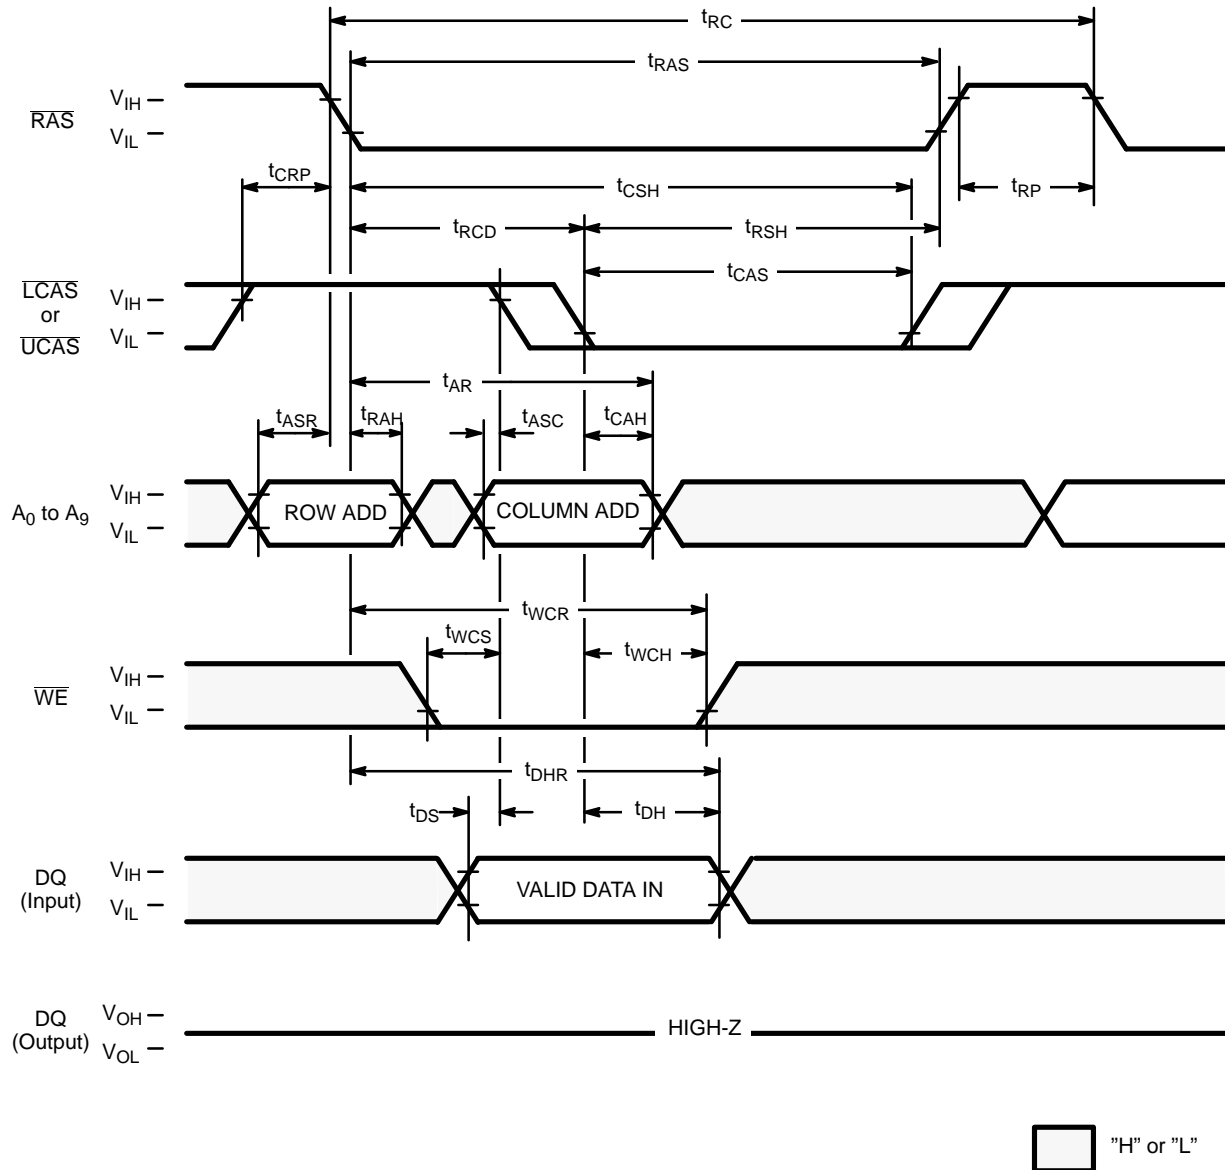 tRC
tRAS
RAS
VIH
VIL
tCRP
tCSH
tRP
tRCD
tRSH
tCAS
LCAS
or
UCAS
VIH
VIL
tAR
tASR
tRAH
tASC
tCAH
A0 to A9
VIH
VIL
ROW ADD
COLUMN ADD
tWCR
tWCS
tWCH
WE
VIH
VIL
tDHR
tDS
tDH
DQ
(Input)
VIH
VIL
VALID DATA IN
DQ
(Output)
VOH
VOL
HIGH-Z
”H” or ”L”